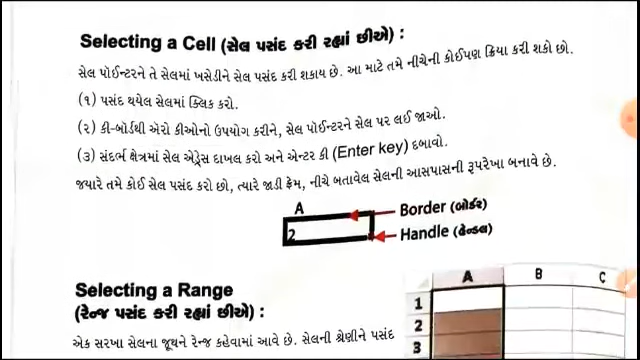 Selecting a Cell (સેલ પસંદ કરી રહ્યાં છીએ) :
સેલ પોઈન્ટરને તે સેલમાં ખસેડીને સેલ પસંદ કરી શકાય છે. આ માટે તમે નીચેની કોઈપણ ક્રિયા કરી શકો છો.
(૧) પસંદ થયેલ સેલમાં ક્લિક કરો.
(૨) કી-બોર્ડથી ઍરો કીઓનો ઉપયોગ કરીને, સેલ પોઈન્ટરને સેલ પર લઈ જાઓ.
(૩) સંદર્ભ ક્ષેત્રમાં સેલ એડ્રેસ દાખલ કરો અને એન્ટર કી (Enter key) દબાવો.
જ્યારે તમે કોઈ સેલ પસંદ કરો છો, ત્યારે જાડી ફ્રેમ, નીચે બતાવેલ સેલની આસપાસની રૂપરેખા બનાવે છે.
A
Border (બોર્ડર)
2
Handle (હેન્ડલ)
Selecting a Range
(રેન્જ પસંદ કરી રહ્યાં છીએ) :
A B C
1
2
3
એક સરખા સેલના જૂથને રેન્જ કહેવામાં આવે છે. સેલની શ્રેણીને પસંદ